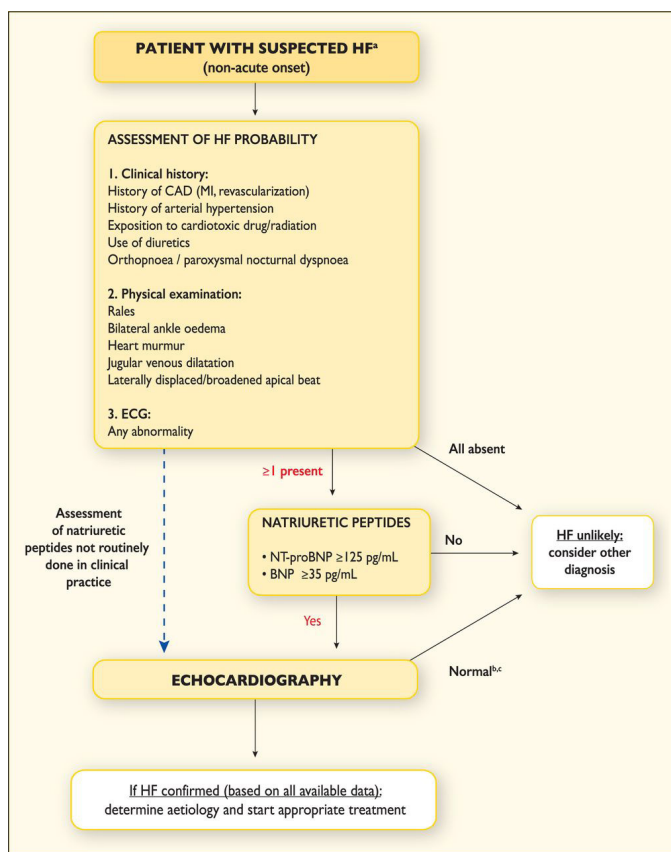 PATIENT WITH SUSPECTED HFᵃ
(non-acute onset)
ASSESSMENT OF HF PROBABILITY
1. Clinical history:
History of CAD (MI, revascularization)
History of arterial hypertension
Exposition to cardiotoxic drug/radiation
Use of diuretics
Orthopnoea / paroxysmal nocturnal dyspnoea
2. Physical examination:
Rales
Bilateral ankle oedema
Heart murmur
Jugular venous dilatation
Laterally displaced/broadened apical beat
3. ECG:
Any abnormality
≥1 present
All absent
Assessment
of natriuretic
peptides not routinely
done in clinical
practice
NATRIURETIC PEPTIDES
• NT-proBNP ≥125 pg/mL
• BNP ≥35 pg/mL
No
HF unlikely:
consider other
diagnosis
Yes
Normalᵇ,ᶜ
ECHOCARDIOGRAPHY
If HF confirmed (based on all available data):
determine aetiology and start appropriate treatment